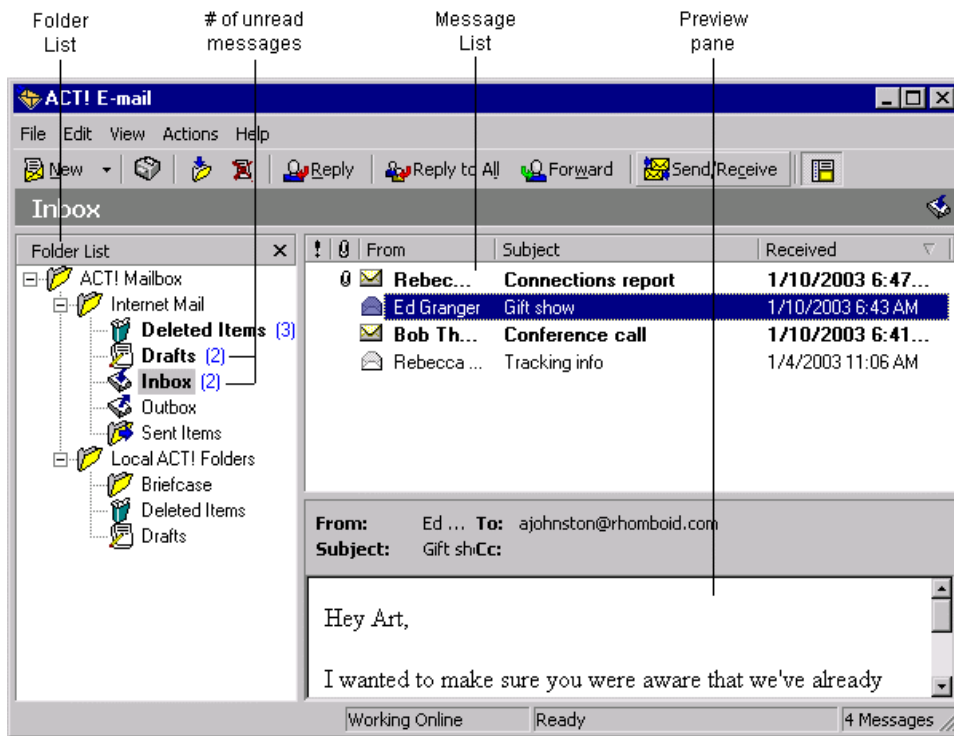 Folder List
# of unread messages
Message List
Preview pane
ACT! E-mail
File Edit View Actions Help
New Reply Reply to All Forward Send/Receive
Inbox
Folder List
ACT! Mailbox
Internet Mail
Deleted Items (3)
Drafts (2)
Inbox (2)
Outbox
Sent Items
Local ACT! Folders
Briefcase
Deleted Items
Drafts
From Subject Received
Rebec... Connections report 1/10/2003 6:47...
Ed Granger Gift show 1/10/2003 6:43 AM
Bob Th... Conference call 1/10/2003 6:41...
Rebecca ... Tracking info 1/4/2003 11:06 AM
From: Ed ... To: ajohnston@rhomboid.com
Subject: Gift sh Cc:
Hey Art,
I wanted to make sure you were aware that we've already
Working Online Ready 4 Messages